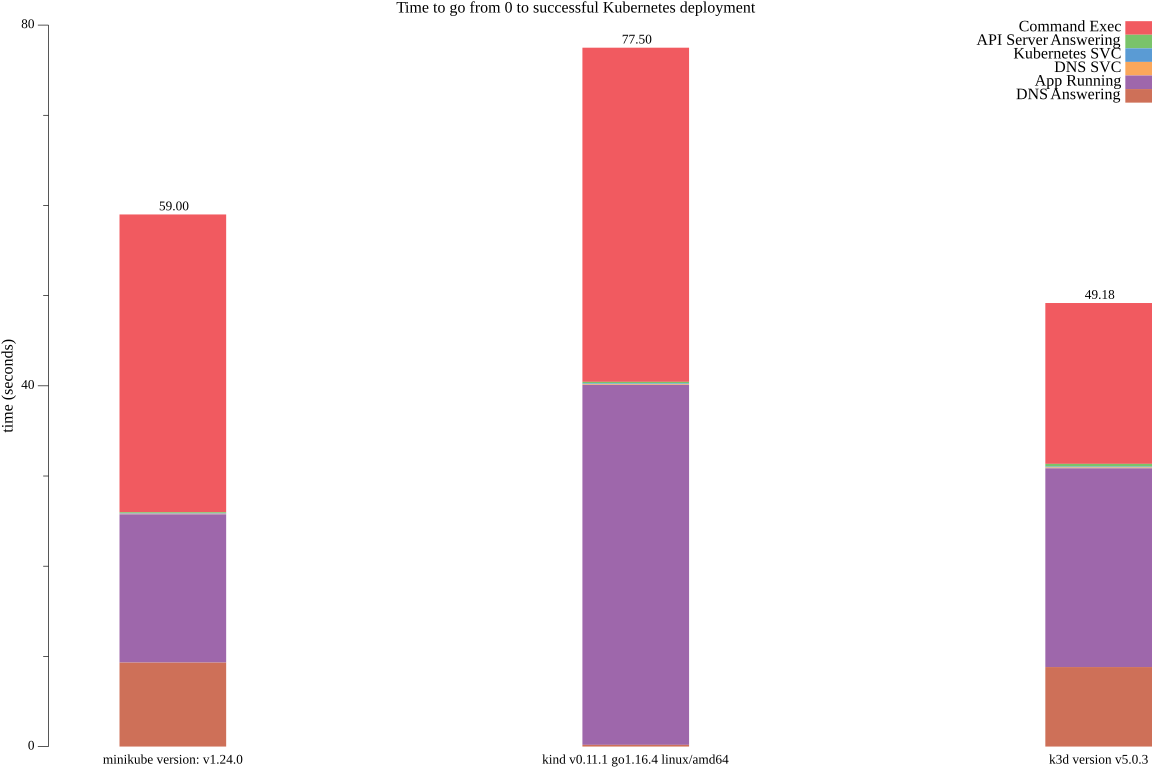 Time to go from 0 to successful Kubernetes deployment
80
40
0
time (seconds)
Command Exec
API Server Answering
Kubernetes SVC
DNS SVC
App Running
DNS Answering
59.00
77.50
49.18
minikube version: v1.24.0
kind v0.11.1 go1.16.4 linux/amd64
k3d version v5.0.3